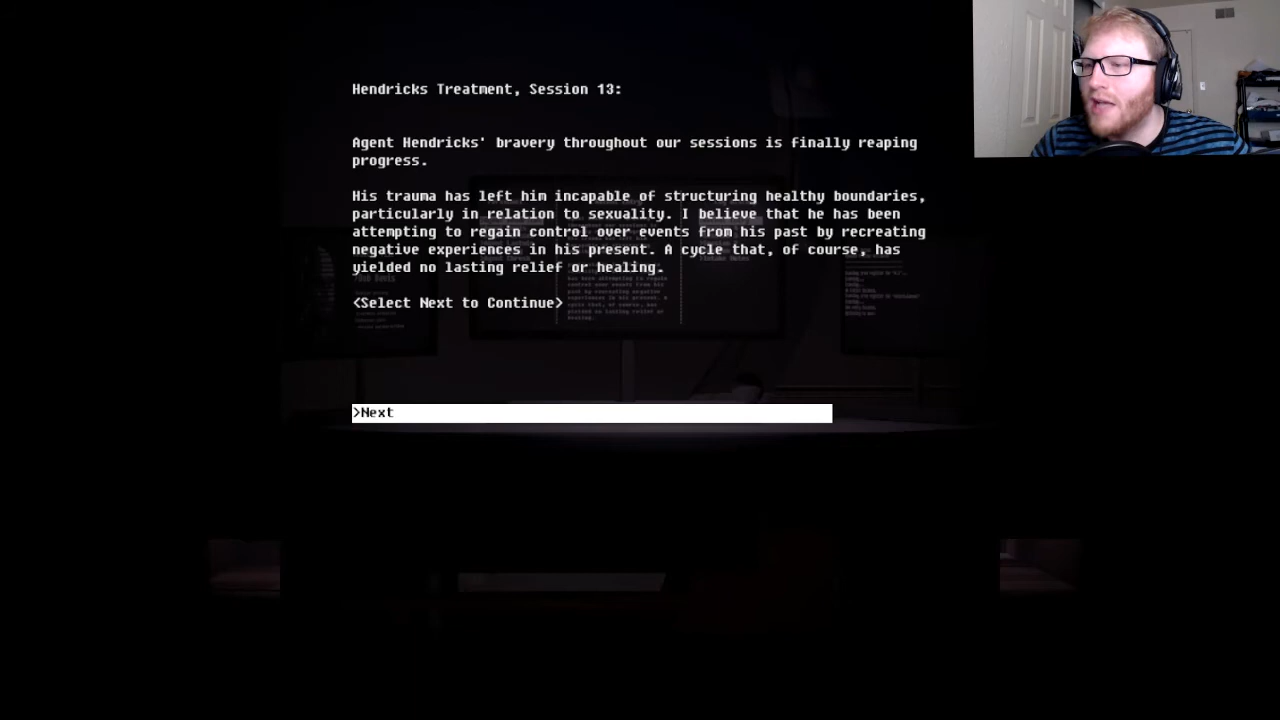 Hendricks Treatment, Session 13:
Agent Hendricks' bravery throughout our sessions is finally reaping
progress.
His trauma has left him incapable of structuring healthy boundaries,
particularly in relation to sexuality. I believe that he has been
attempting to regain control over events from his past by recreating
negative experiences in his present. A cycle that, of course, has
yielded no lasting relief or healing.
<Select Next to Continue>
>Next